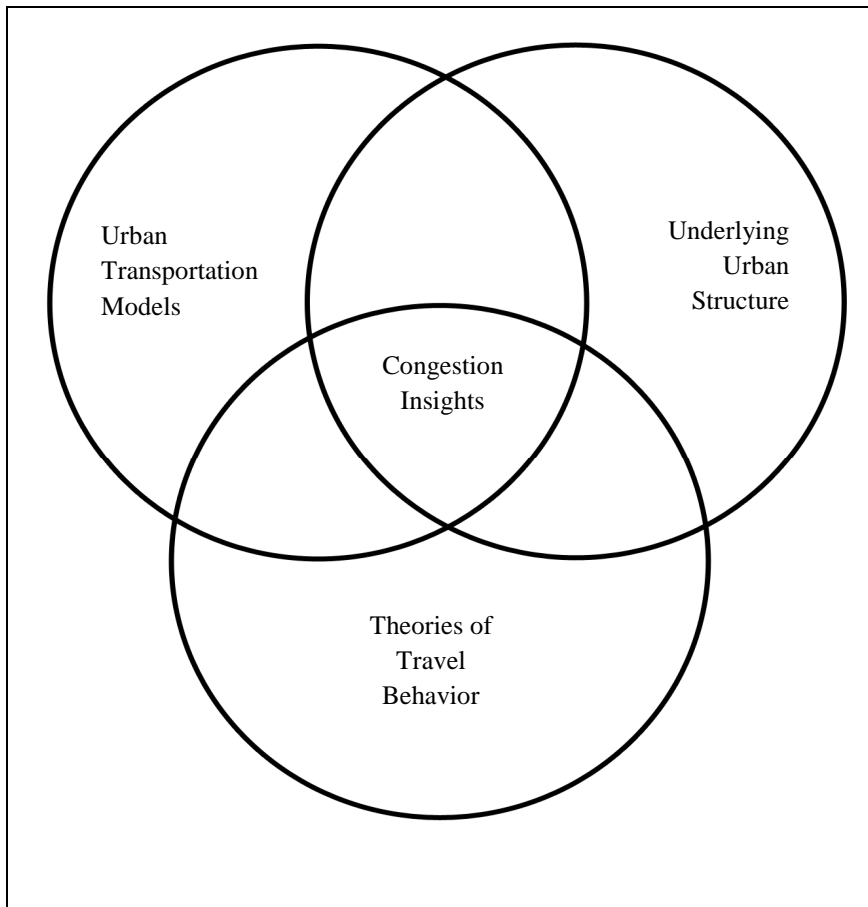 Urban
Transportation
Models
Underlying
Urban
Structure
Congestion
Insights
Theories of
Travel
Behavior